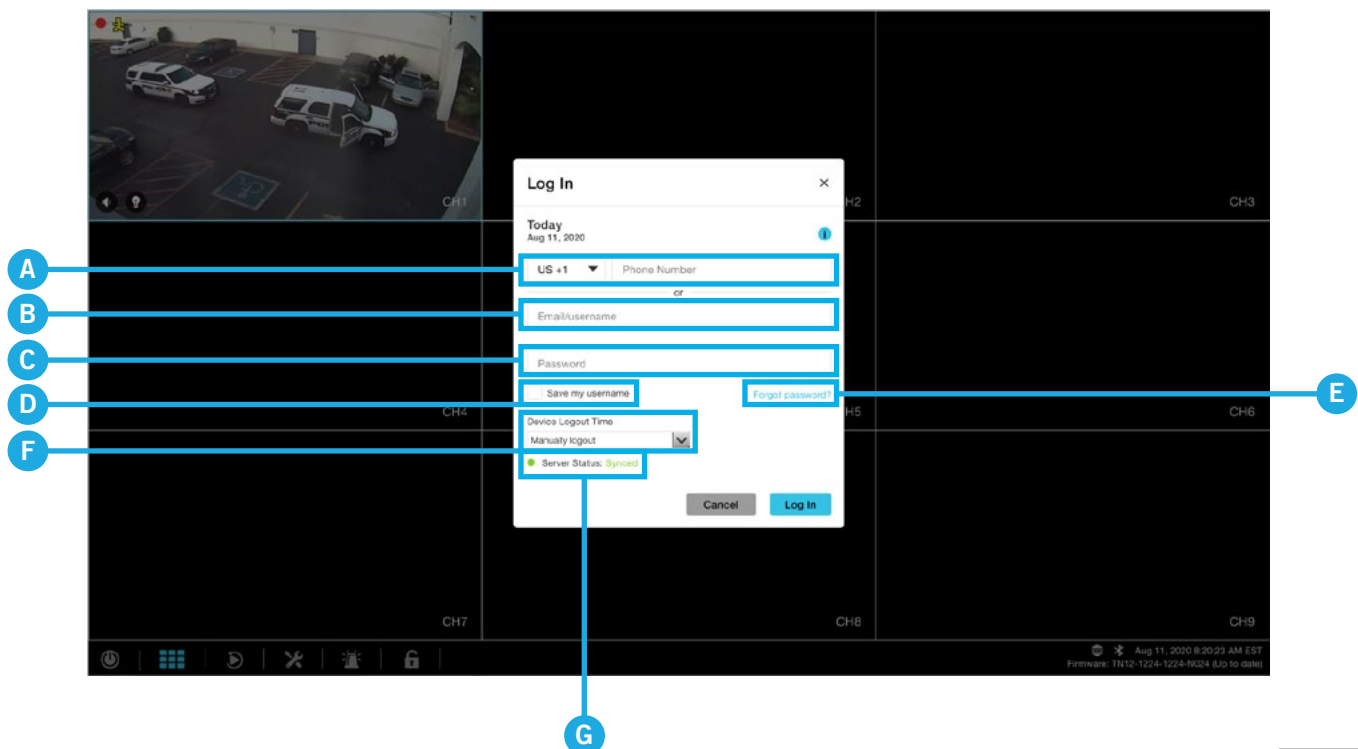 CH1
H2
CH3
Log In
Today
Aug 11, 2020
A
US +1 Phone Number
or
B
Email/username
C
Password
D
Save my username
Forgot password?
E
CH4
H5
CH6
Device Logout Time
F
Manually logout
Server Status: Synced
Cancel
Log In
CH7
CH8
CH9
Aug 11, 2020 8:20:23 AM EST
Firmware: TN12-1224-1224-N024 (Up to date)
G